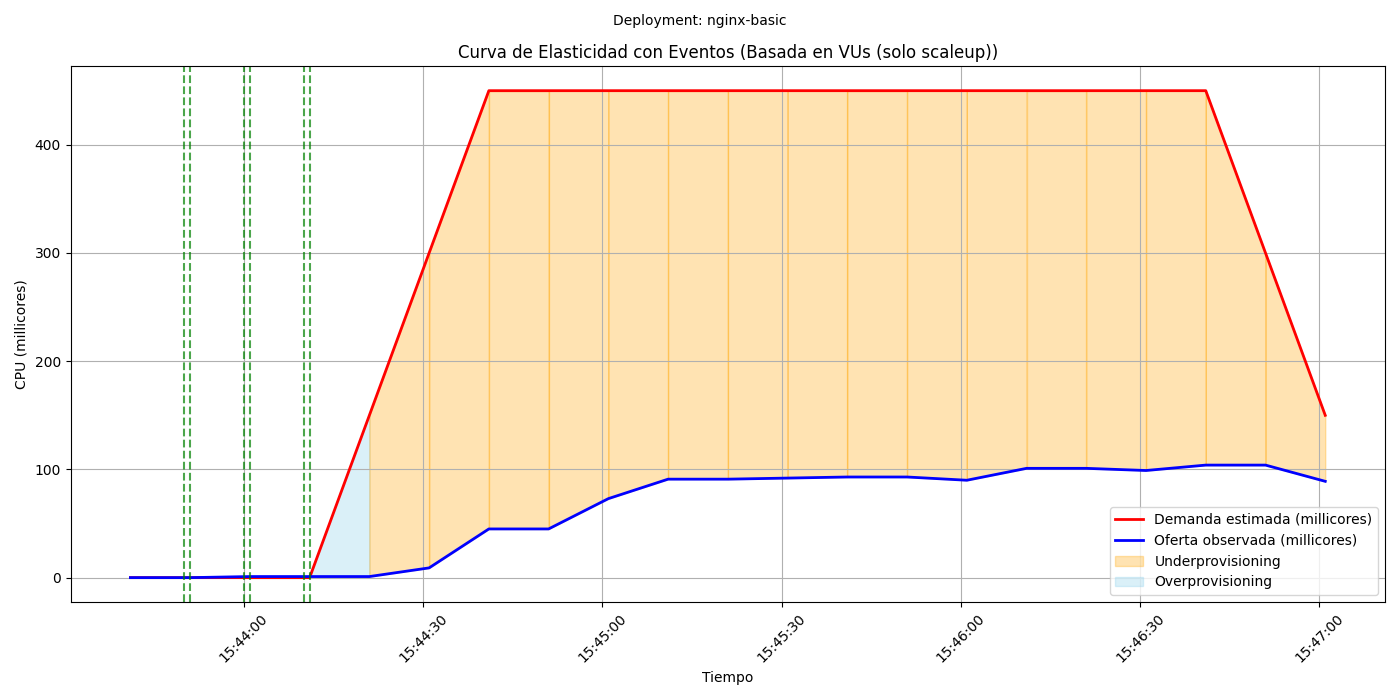 Deployment: nginx-basic
Curva de Elasticidad con Eventos (Basada en VUs (solo scaleup))
CPU (millicores)
400
300
200
100
0
Demanda estimada (millicores)
Oferta observada (millicores)
Underprovisioning
Overprovisioning
15:44:00
15:44:30
15:45:00
15:45:30
15:46:00
15:46:30
15:47:00
Tiempo